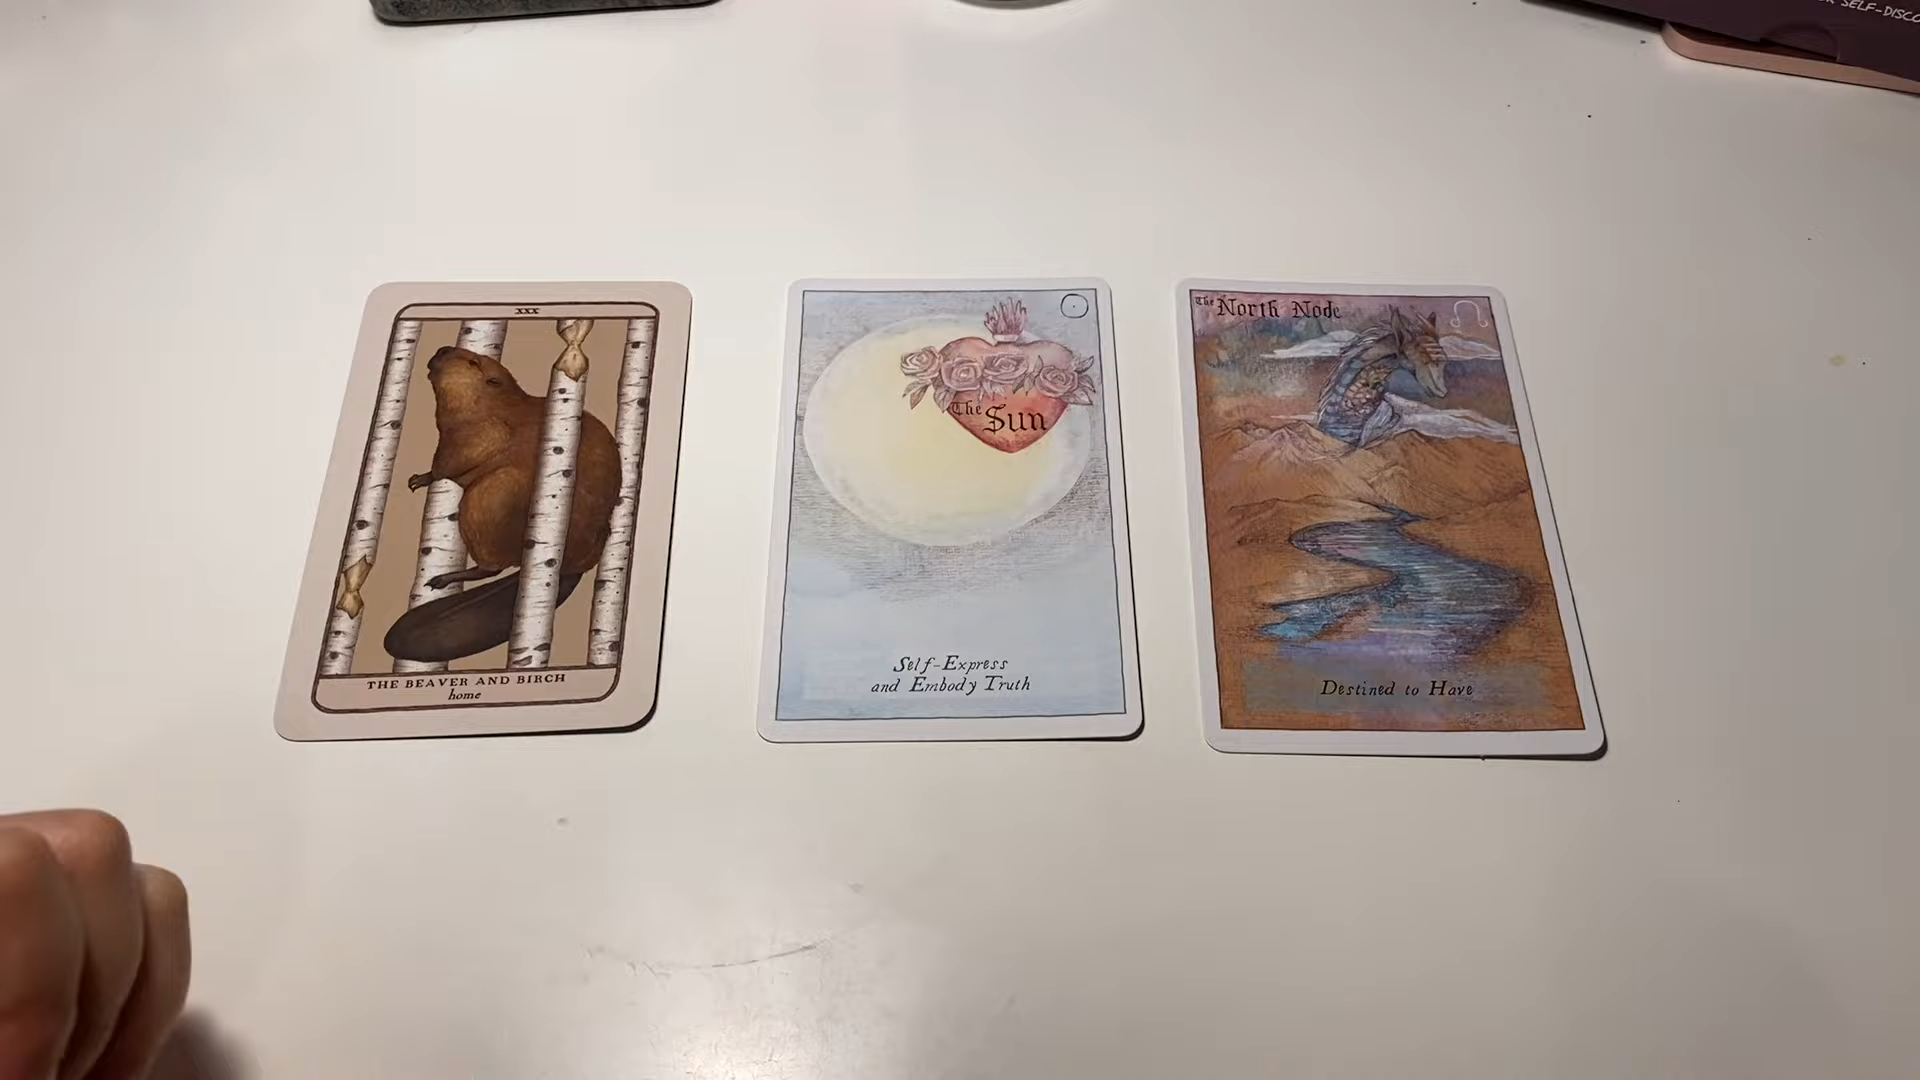 SELF-DISCO
XXX
THE BEAVER AND BIRCH
home
The Sun
Self-Express
and Embody Truth
The North Node
Destined to Have